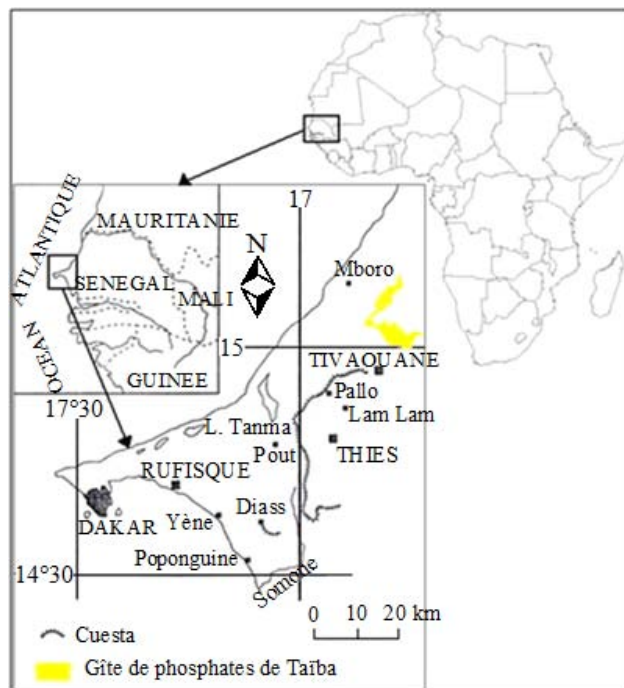 17
ATLANTIQUE
OCEAN
MAURITANIE
N
SENEGAL
MALI
Mboro
GUINEE
15
TIVAOUANE
17°30
Pallo
Lam Lam
L. Tanma
Pout
THIES
RUFISQUE
Diass
DAKAR
Yène
Poponguine
14°30
Somone
0 10 20 km
Cuesta
Gîte de phosphates de Taïba